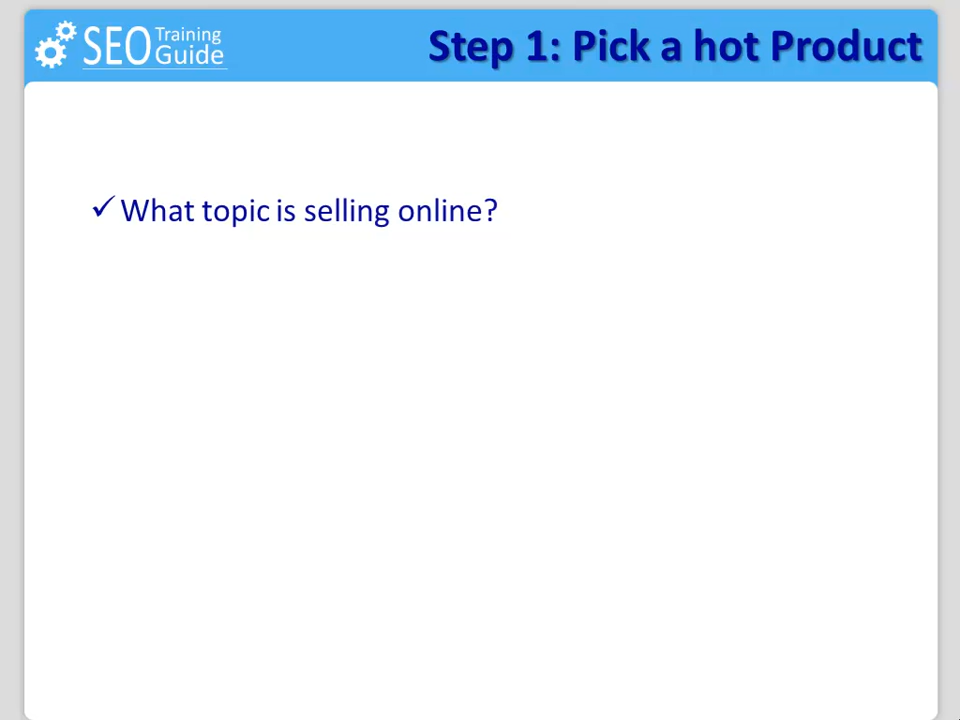 SEO Training Guide
Step 1: Pick a hot Product
What topic is selling online?